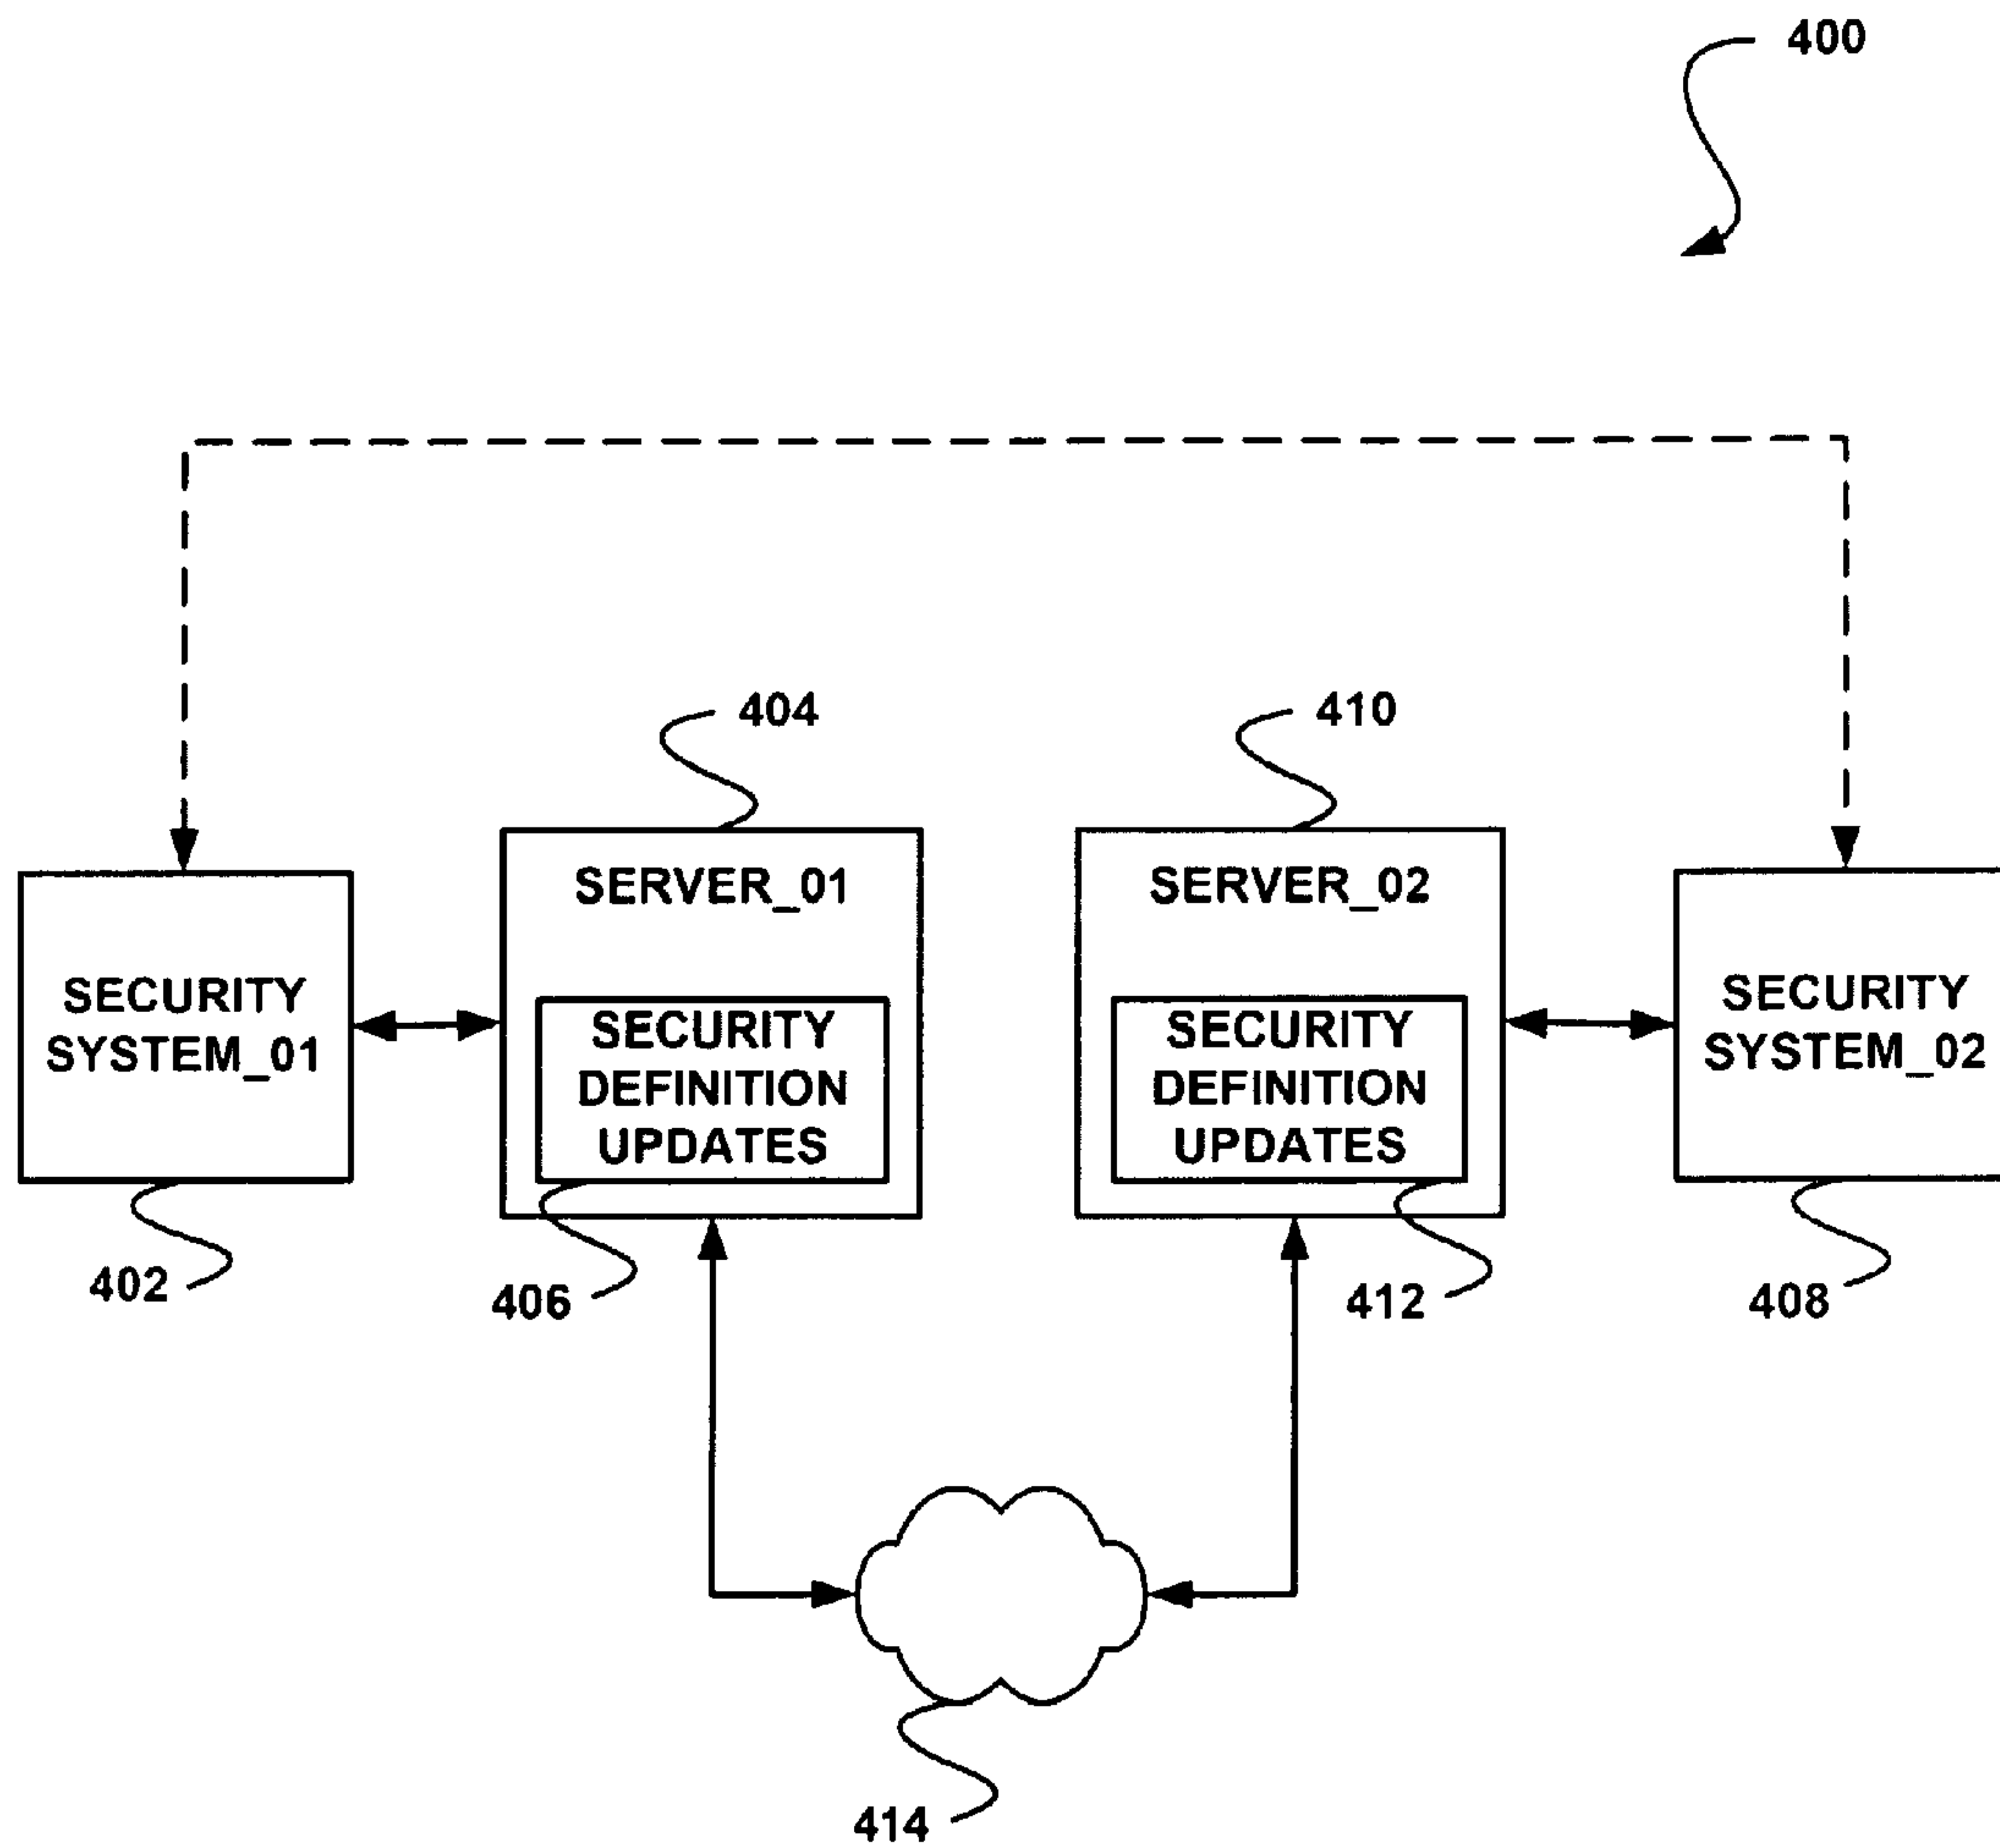 400
404
410
SERVER_01
SERVER_02
SECURITY
SYSTEM_01
SECURITY
DEFINITION
UPDATES
SECURITY
DEFINITION
UPDATES
SECURITY
SYSTEM_02
402
406
412
408
414